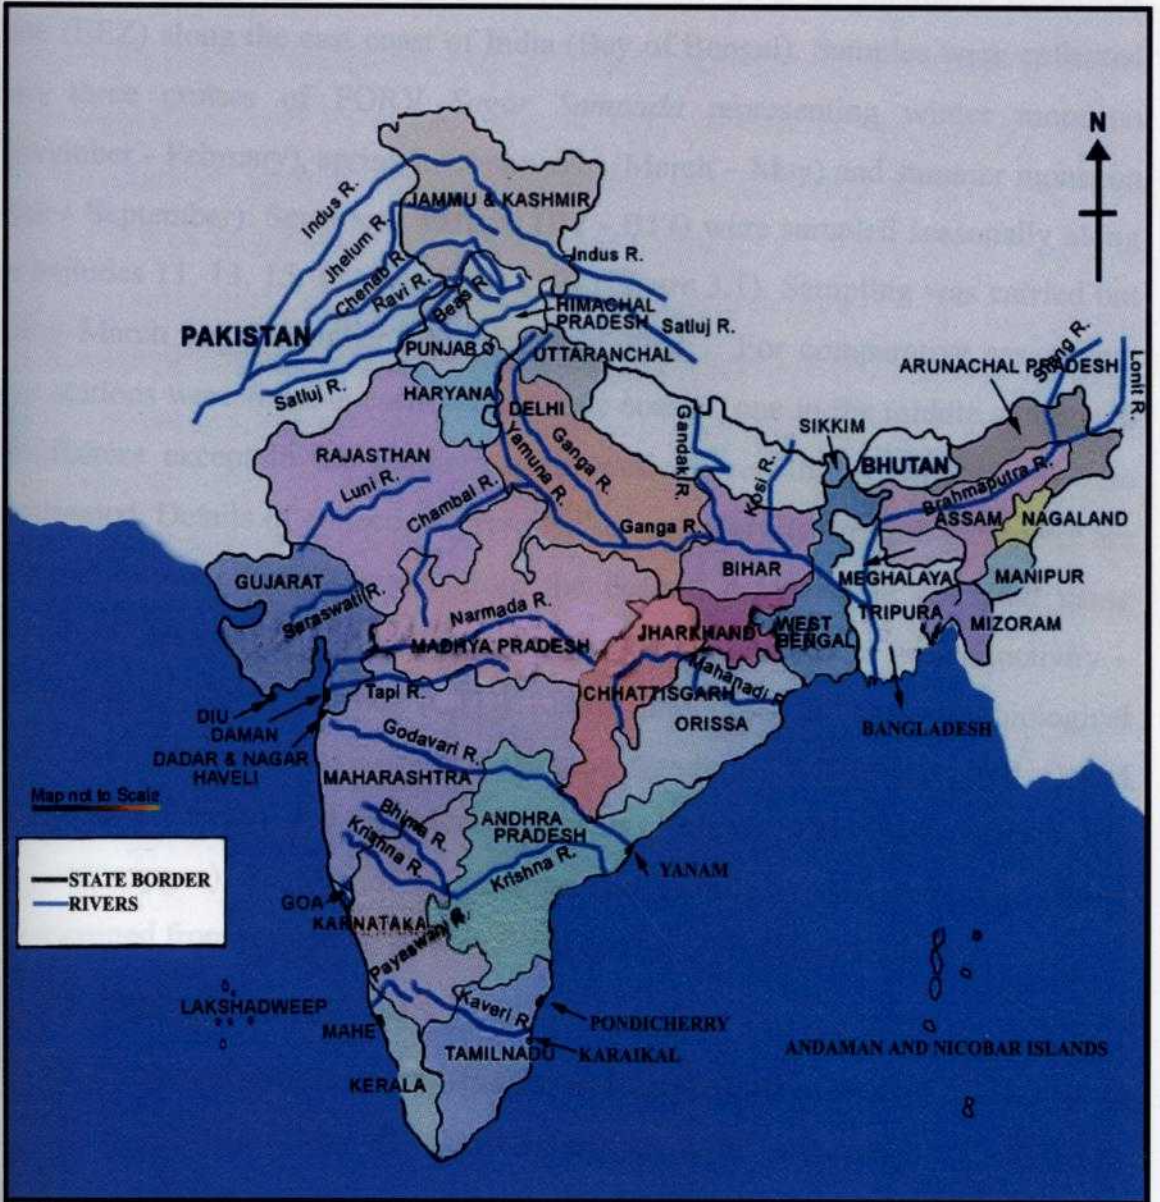 N
Indus R.
JAMMU & KASHMIR
Jhelum R.
Chenab R.
Ravi R.
Beas R.
Indus R.
HIMACHAL
PRADESH
Satluj R.
PAKISTAN
PUNJAB
UTTARANCHAL
Satluj R.
HARYANA
DELHI
ARUNACHAL PRADESH
Lohit R.
SIKKIM
BHUTAN
RAJASTHAN
Luni R.
Chambal R.
Yamuna R.
Ganga R.
Gandak R.
Kosi R.
Ganga R.
Brahmaputra R.
ASSAM
NAGALAND
GUJARAT
Saraswati R.
Narmada R.
BIHAR
MEGHALAYA
MANIPUR
TRIPURA
MIZORAM
MADHYA PRADESH
JHARKHAND
WEST
BENGAL
Tapi R.
CHHATTISGARH
Mahanadi R.
ORISSA
BANGLADESH
DIU
DAMAN
DADAR & NAGAR
HAVELI
Godavari R.
MAHARASHTRA
Map not to Scale
Bhima R.
Krishna R.
ANDHRA
PRADESH
Krishna R.
YANAM
STATE BORDER
RIVERS
GOA
KARNATAKA
Payaswani R.
LAKSHADWEEP
MAHE
Kaveri R.
PONDICHERRY
KARAIKAL
TAMILNADU
KERALA
ANDAMAN AND NICOBAR ISLANDS